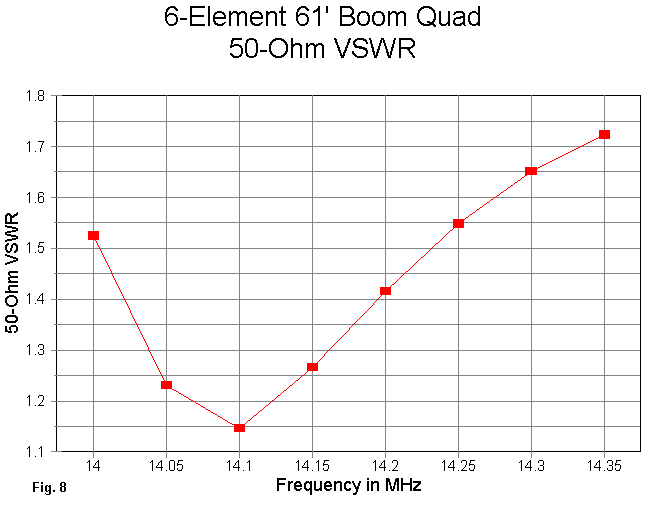 6-Element 61' Boom Quad
50-Ohm VSWR
1.8
1.7
1.6
1.5
1.4
1.3
1.2
1.1
50-Ohm VSWR
14 14.05 14.1 14.15 14.2 14.25 14.3 14.35
Frequency in MHz
Fig. 8